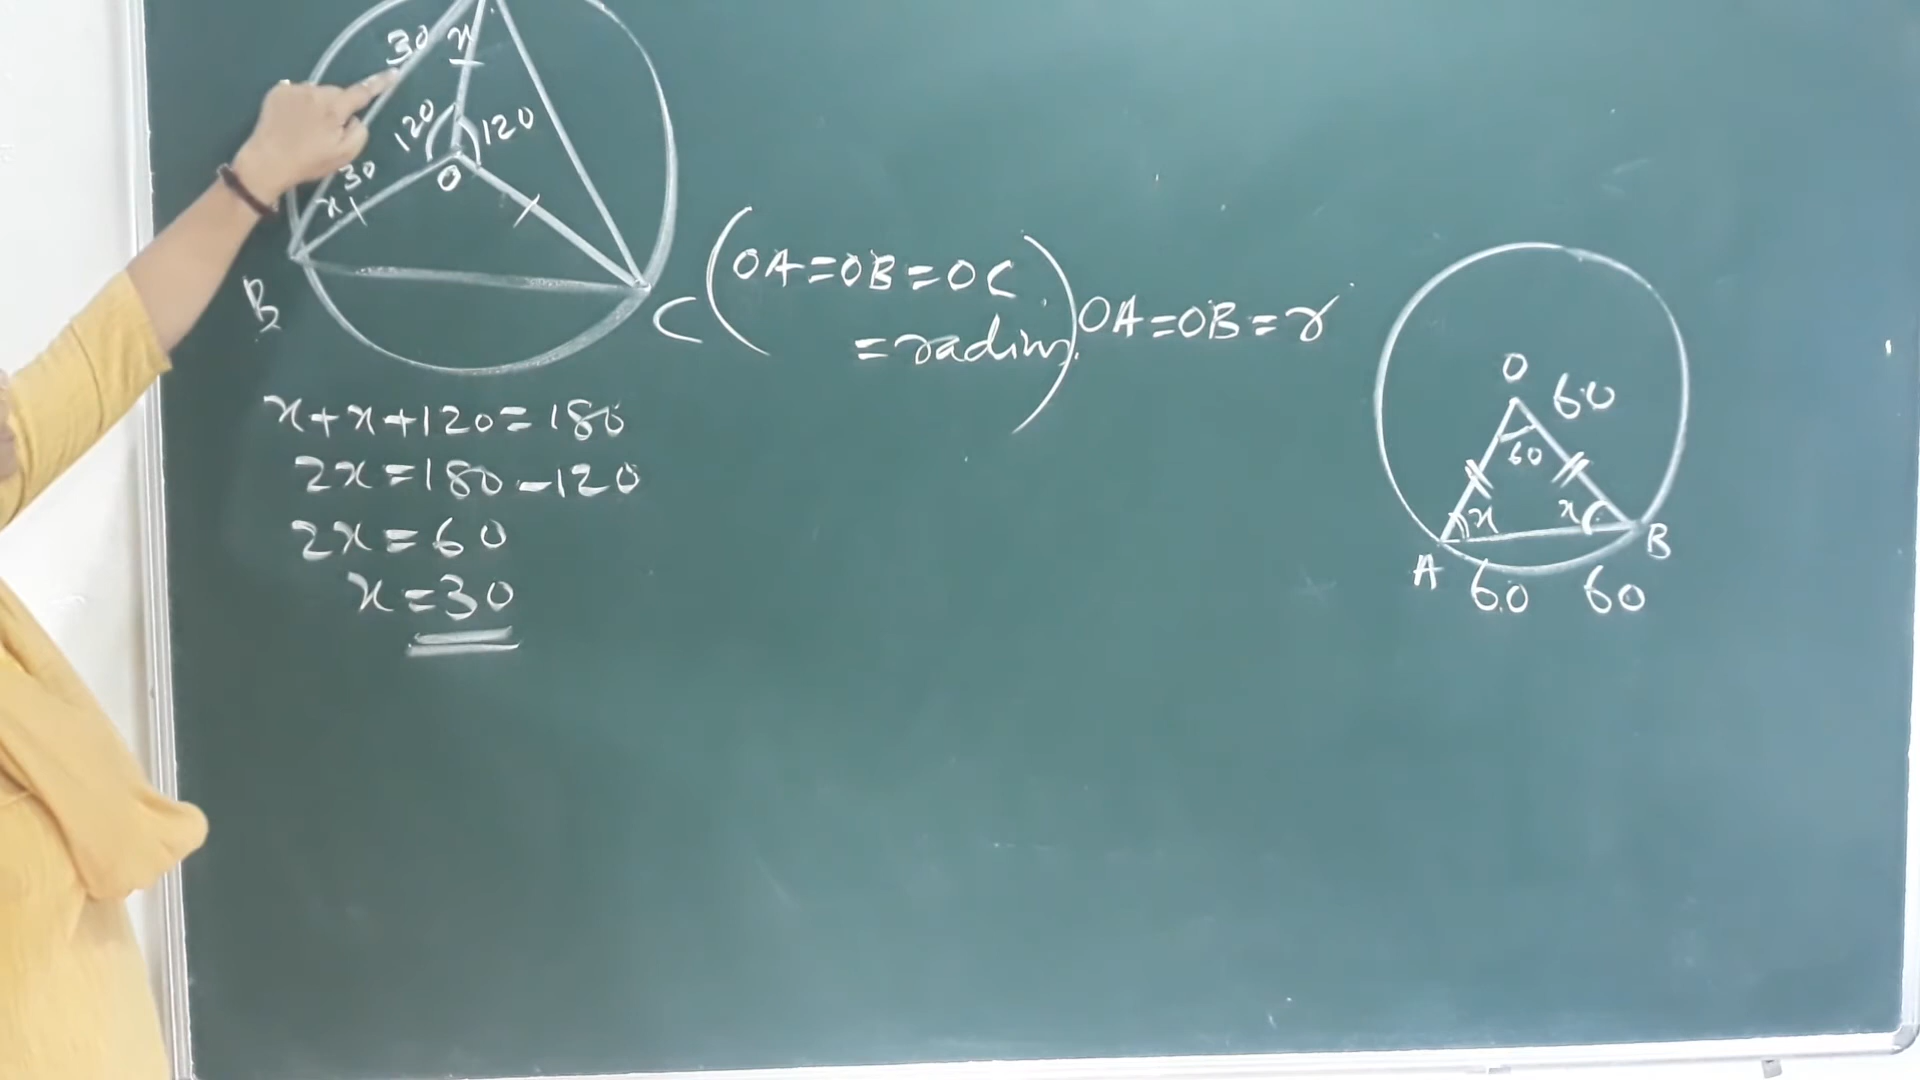 30 x
120 120
30
x
O
B
C
(OA=OB=OC
=radius)
OA=OB=r
x+x+120=180
2x=180-120
2x=60
x=30
O 60
60
x x
A B
60 60